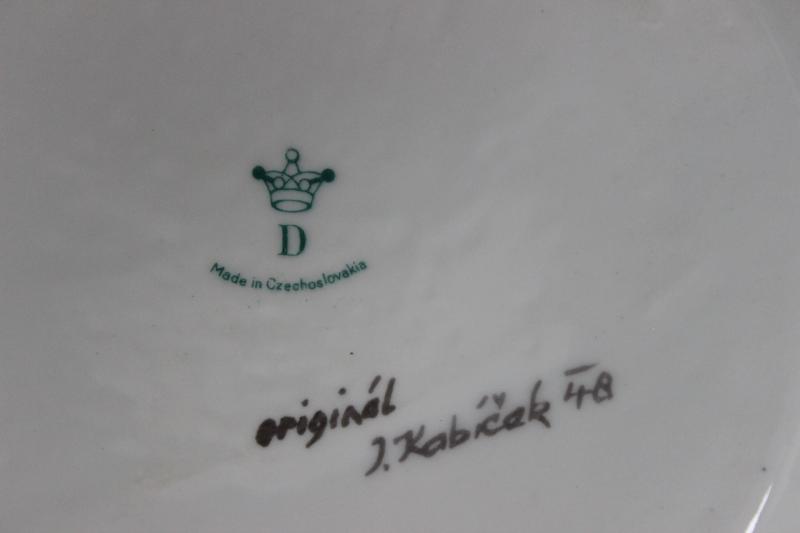 D
Made in Czechoslovakia
originál
J. Kabíček 48